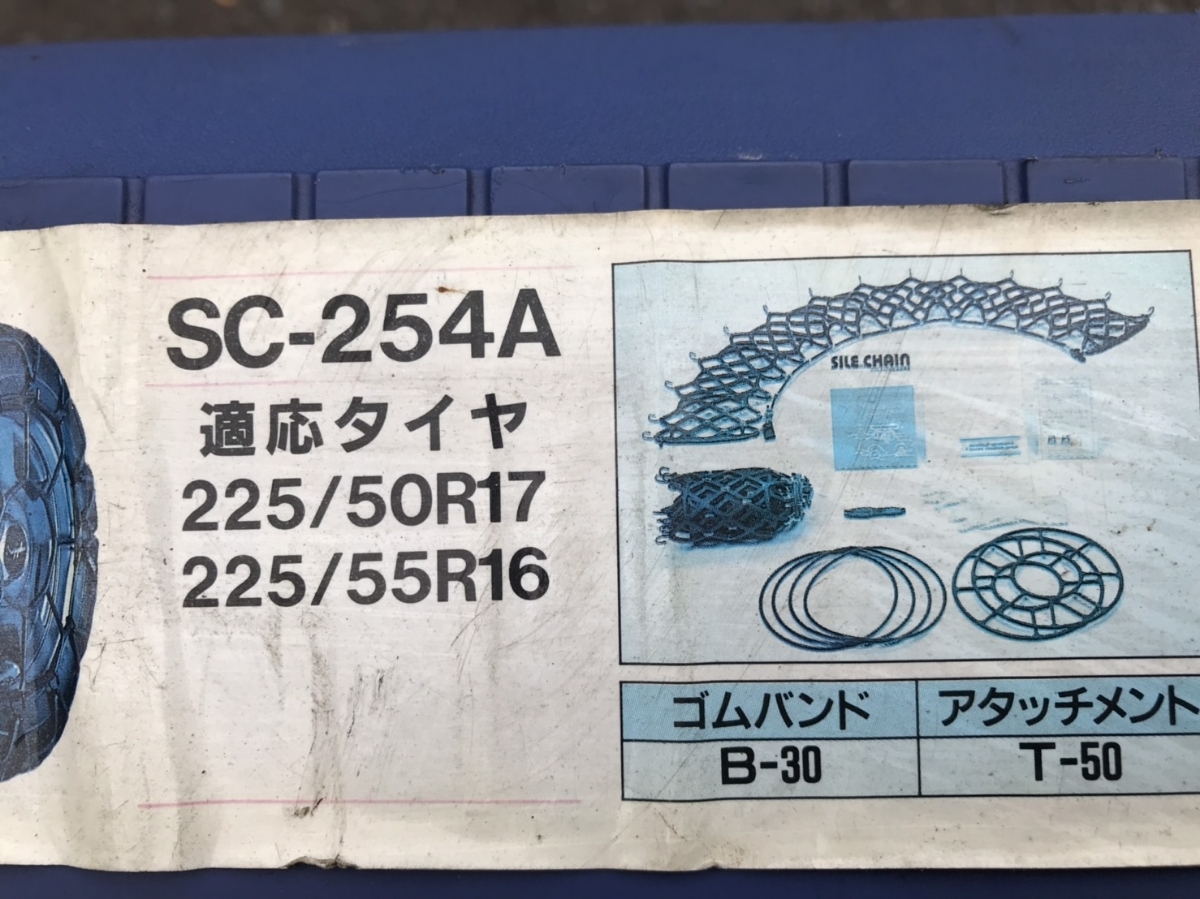 SC-254A
適応タイヤ
225/50R17
225/55R16
SILE CHAIN
ゴムバンド アタッチメント
B-30 T-50